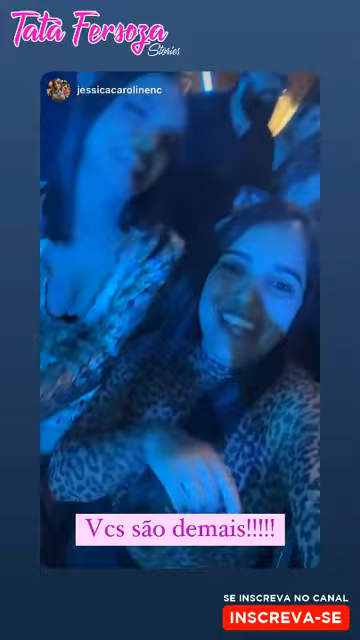 Tatá Fersoza
Stories
jessicacarolinenc
Vcs são demais!!!!!
SE INSCREVA NO CANAL
INSCREVA-SE